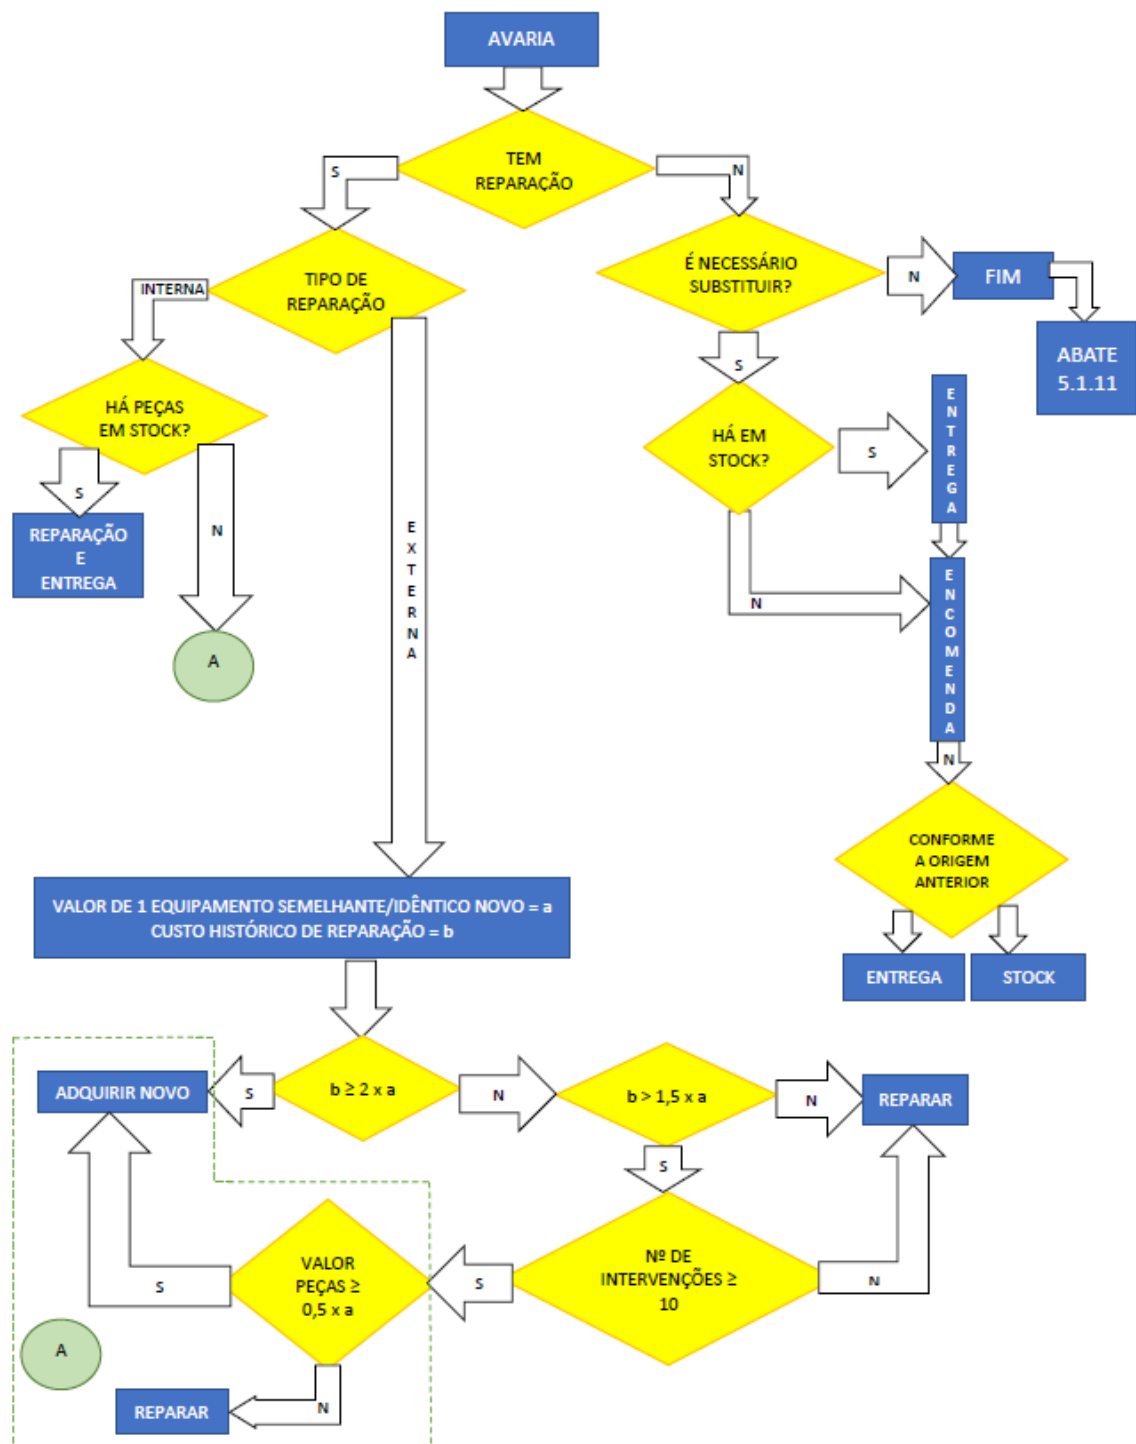 AVARIA
TEM
REPARAÇÃO
S
N
TIPO DE
REPARAÇÃO
É NECESSÁRIO
SUBSTITUIR?
INTERNA
N
FIM
ABATE
5.1.11
S
HÁ PEÇAS
EM STOCK?
HÁ EM
STOCK?
S
ENTREGA
S
N
REPARAÇÃO
E
ENTREGA
EXTERNA
N
ENCOMENDA
A
N
CONFORME
A ORIGEM
ANTERIOR
VALOR DE 1 EQUIPAMENTO SEMELHANTE/IDÊNTICO NOVO = a
CUSTO HISTÓRICO DE REPARAÇÃO = b
ENTREGA
STOCK
ADQUIRIR NOVO
S
b ≥ 2 x a
N
b > 1,5 x a
N
REPARAR
S
VALOR
PEÇAS ≥
0,5 x a
S
S
Nº DE
INTERVENÇÕES ≥
10
N
A
REPARAR
N